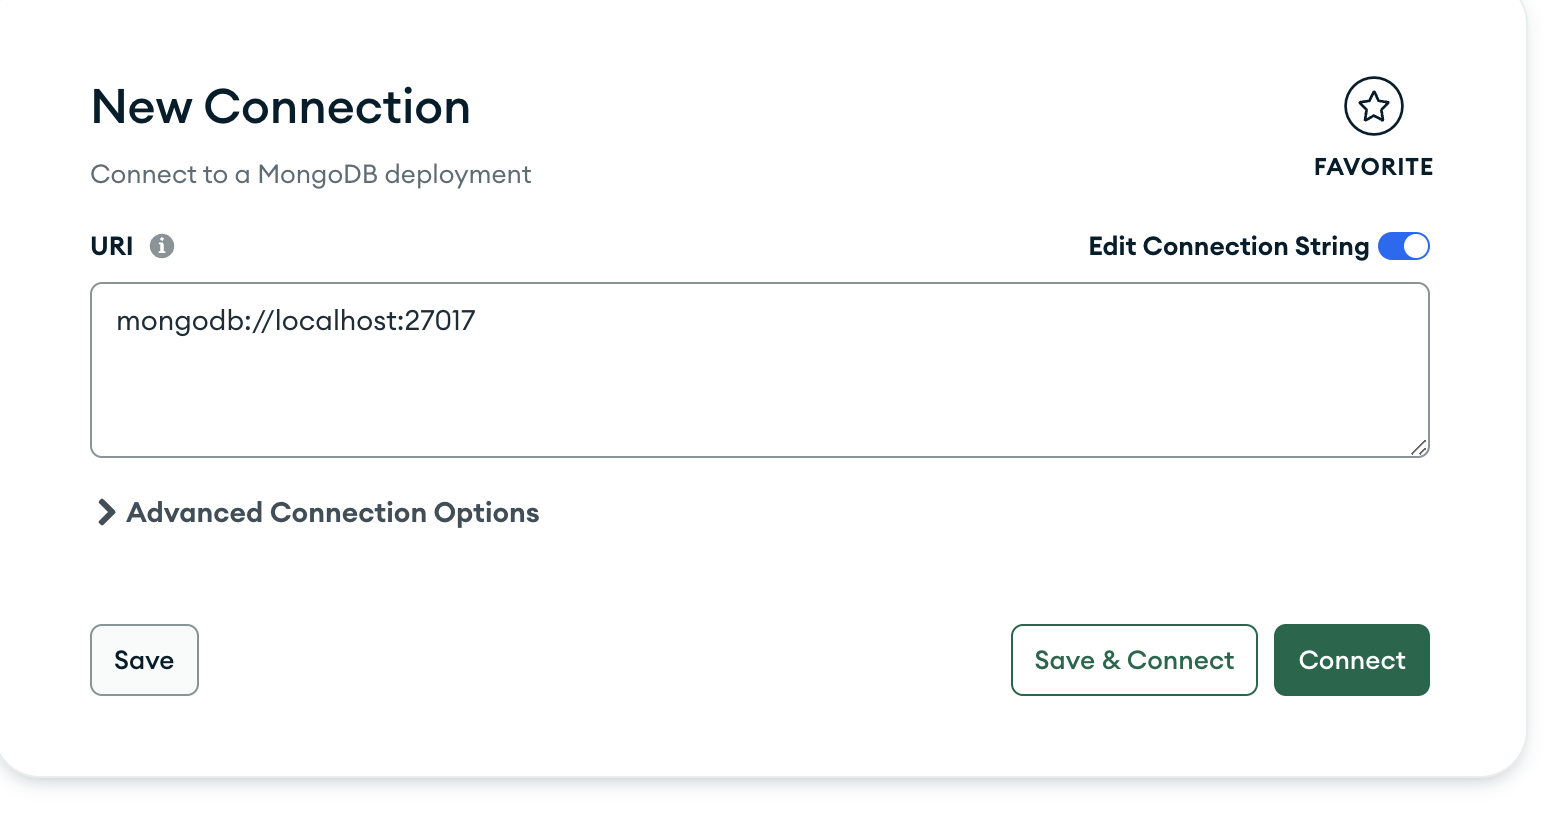 New Connection
Connect to a MongoDB deployment
FAVORITE
URI
Edit Connection String
mongodb://localhost:27017
Advanced Connection Options
Save
Save & Connect
Connect